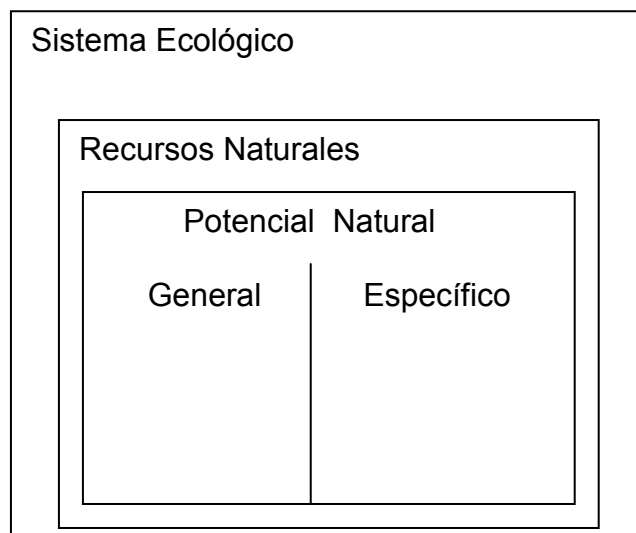 Sistema Ecológico
Recursos Naturales
Potencial Natural
General Específico